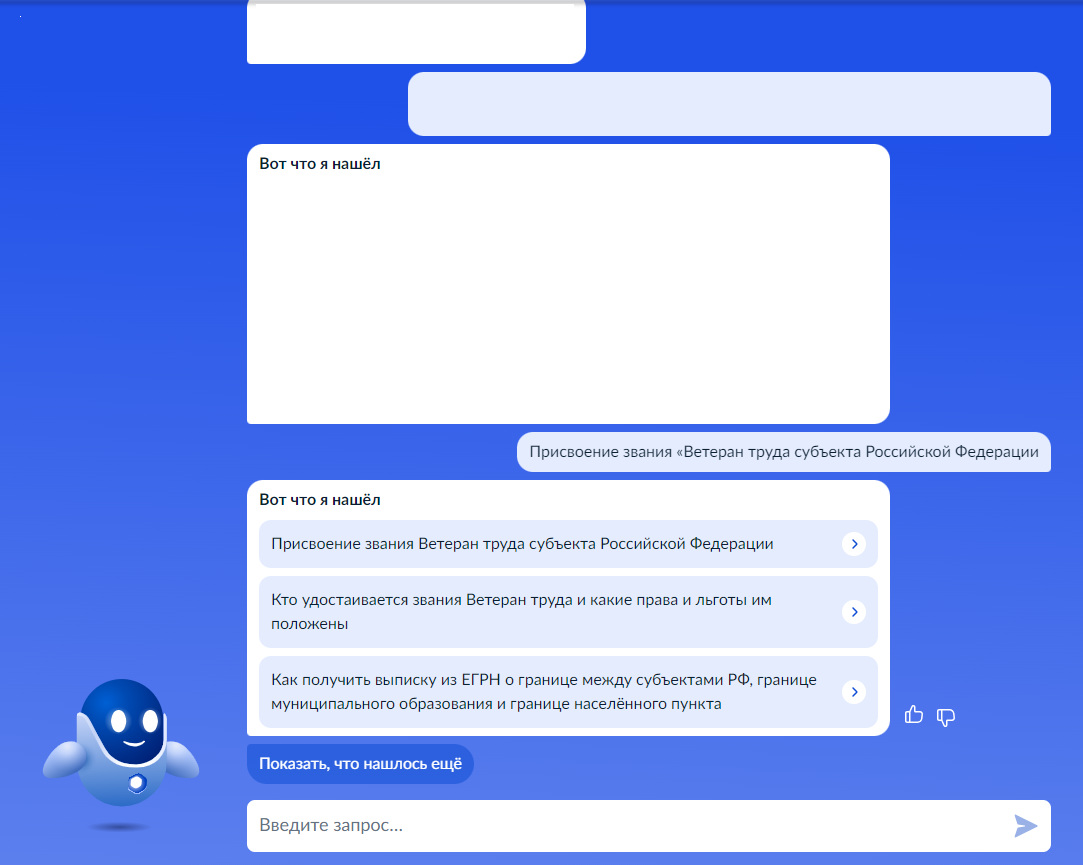 Вот что я нашёл
Присвоение звания «Ветеран труда субъекта Российской Федерации
Вот что я нашёл
Присвоение звания Ветеран труда субъекта Российской Федерации
Кто удостаивается звания Ветеран труда и какие права и льготы им
положены
Как получить выписку из ЕГРН о границе между субъектами РФ, границе
муниципального образования и границе населённого пункта
Показать, что нашлось ещё
Введите запрос...